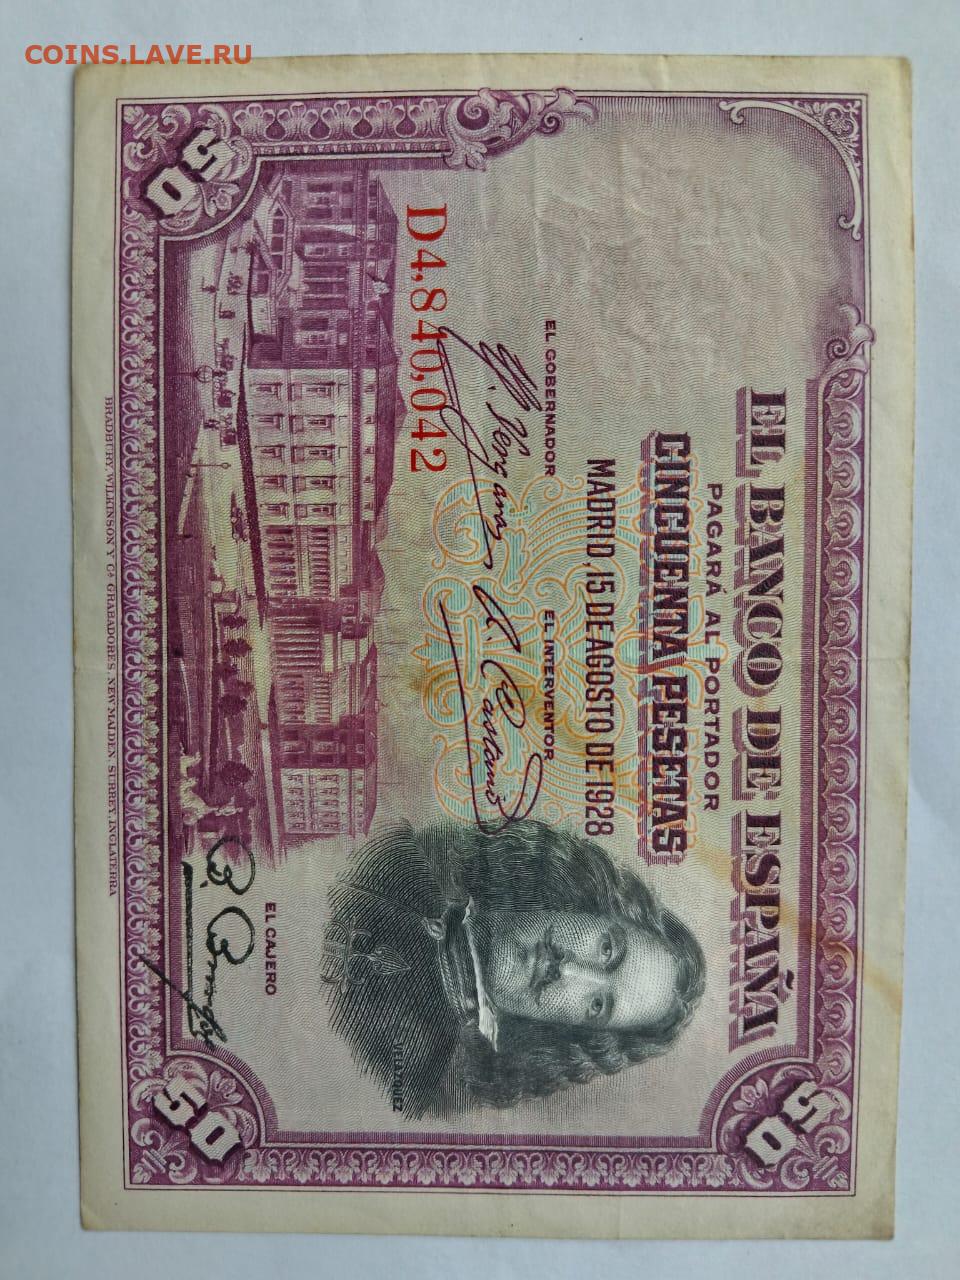 COINS.LAVE.RU
50
EL BANCO DE ESPAÑA
PAGARÁ AL PORTADOR
CINCUENTA PESETAS
MADRID, 15 DE AGOSTO DE 1928
EL GOBERNADOR
EL INTERVENTOR
D4,840,042
VELAZQUEZ
EL CAJERO
50
50
BRADBURY, WILKINSON Y Cª GRABADORES, NEW MALDEN, SURREY, INGLATERRA